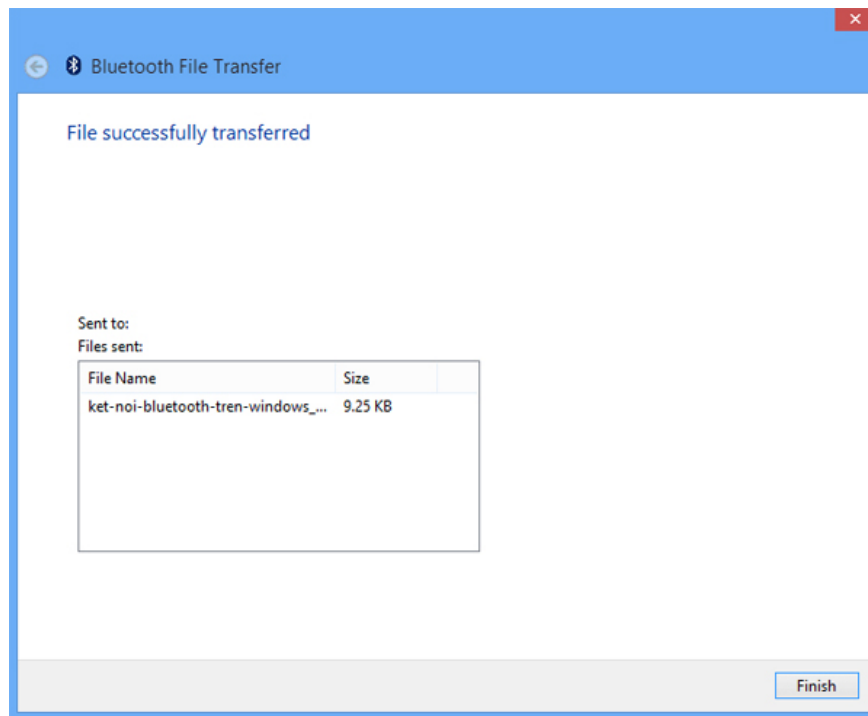 Bluetooth File Transfer
File successfully transferred
Sent to:
Files sent:
File Name Size
ket-noi-bluetooth-tren-windows_... 9.25 KB
Finish